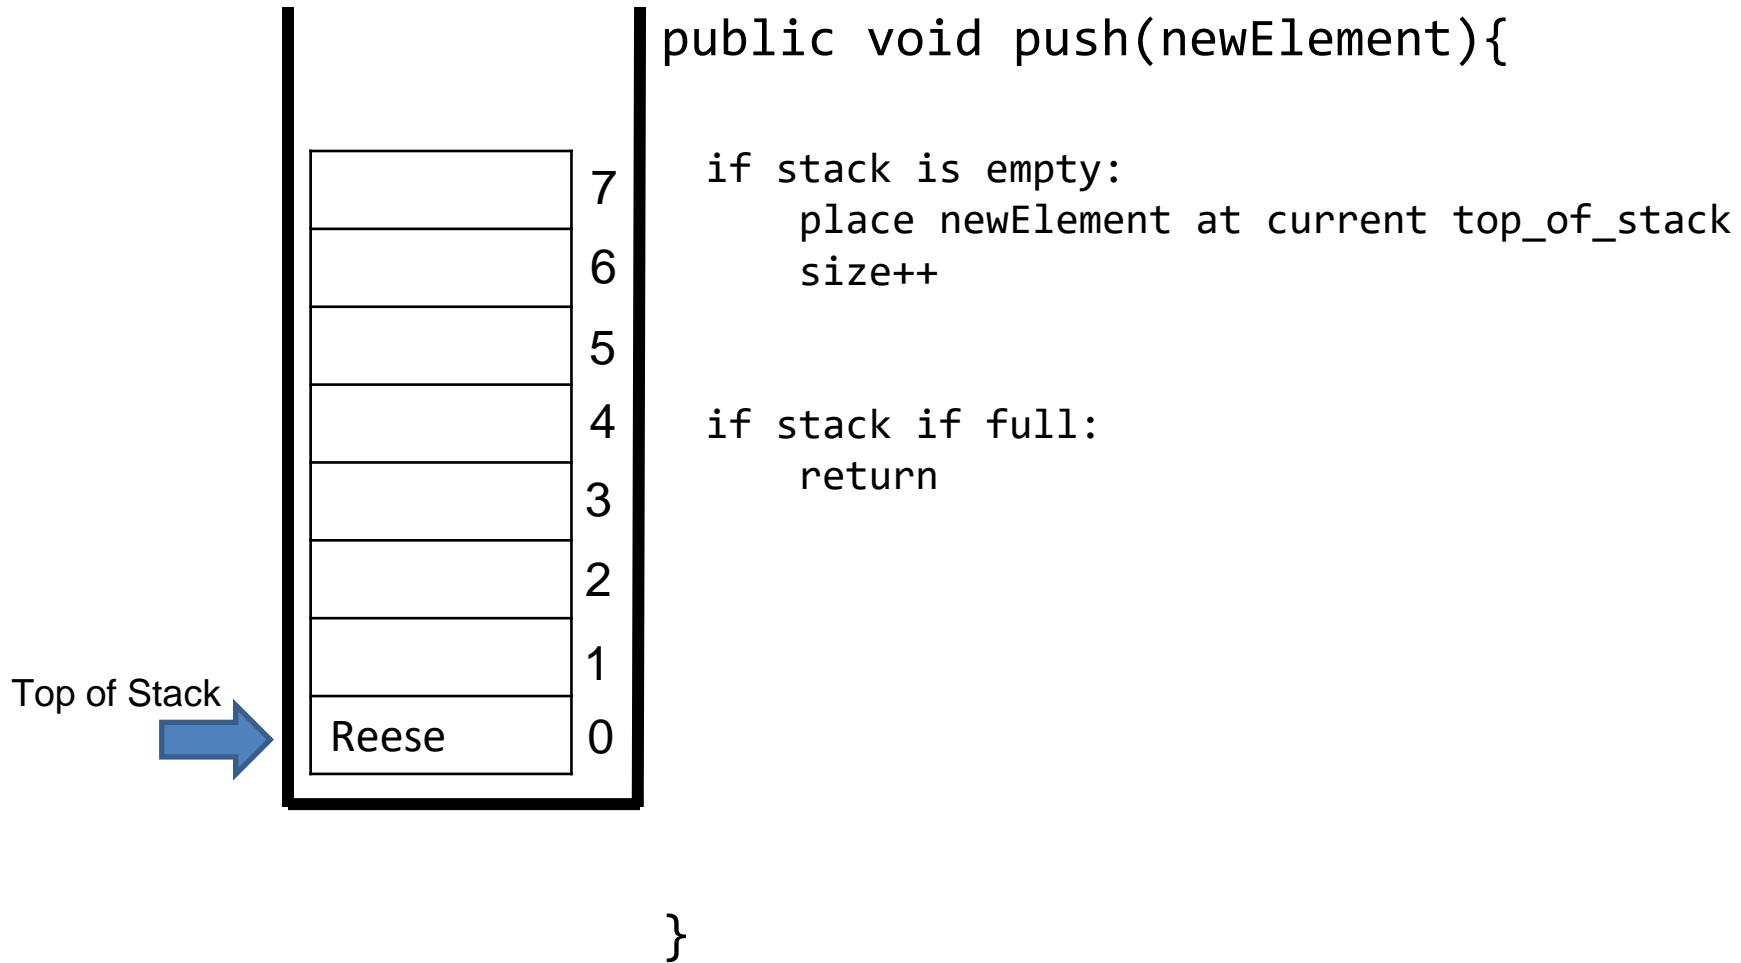 public void push(newElement){
if stack is empty:
place newElement at current top_of_stack
size++
if stack if full:
return
}
7
6
5
4
3
2
1
Top of Stack
Reese 0